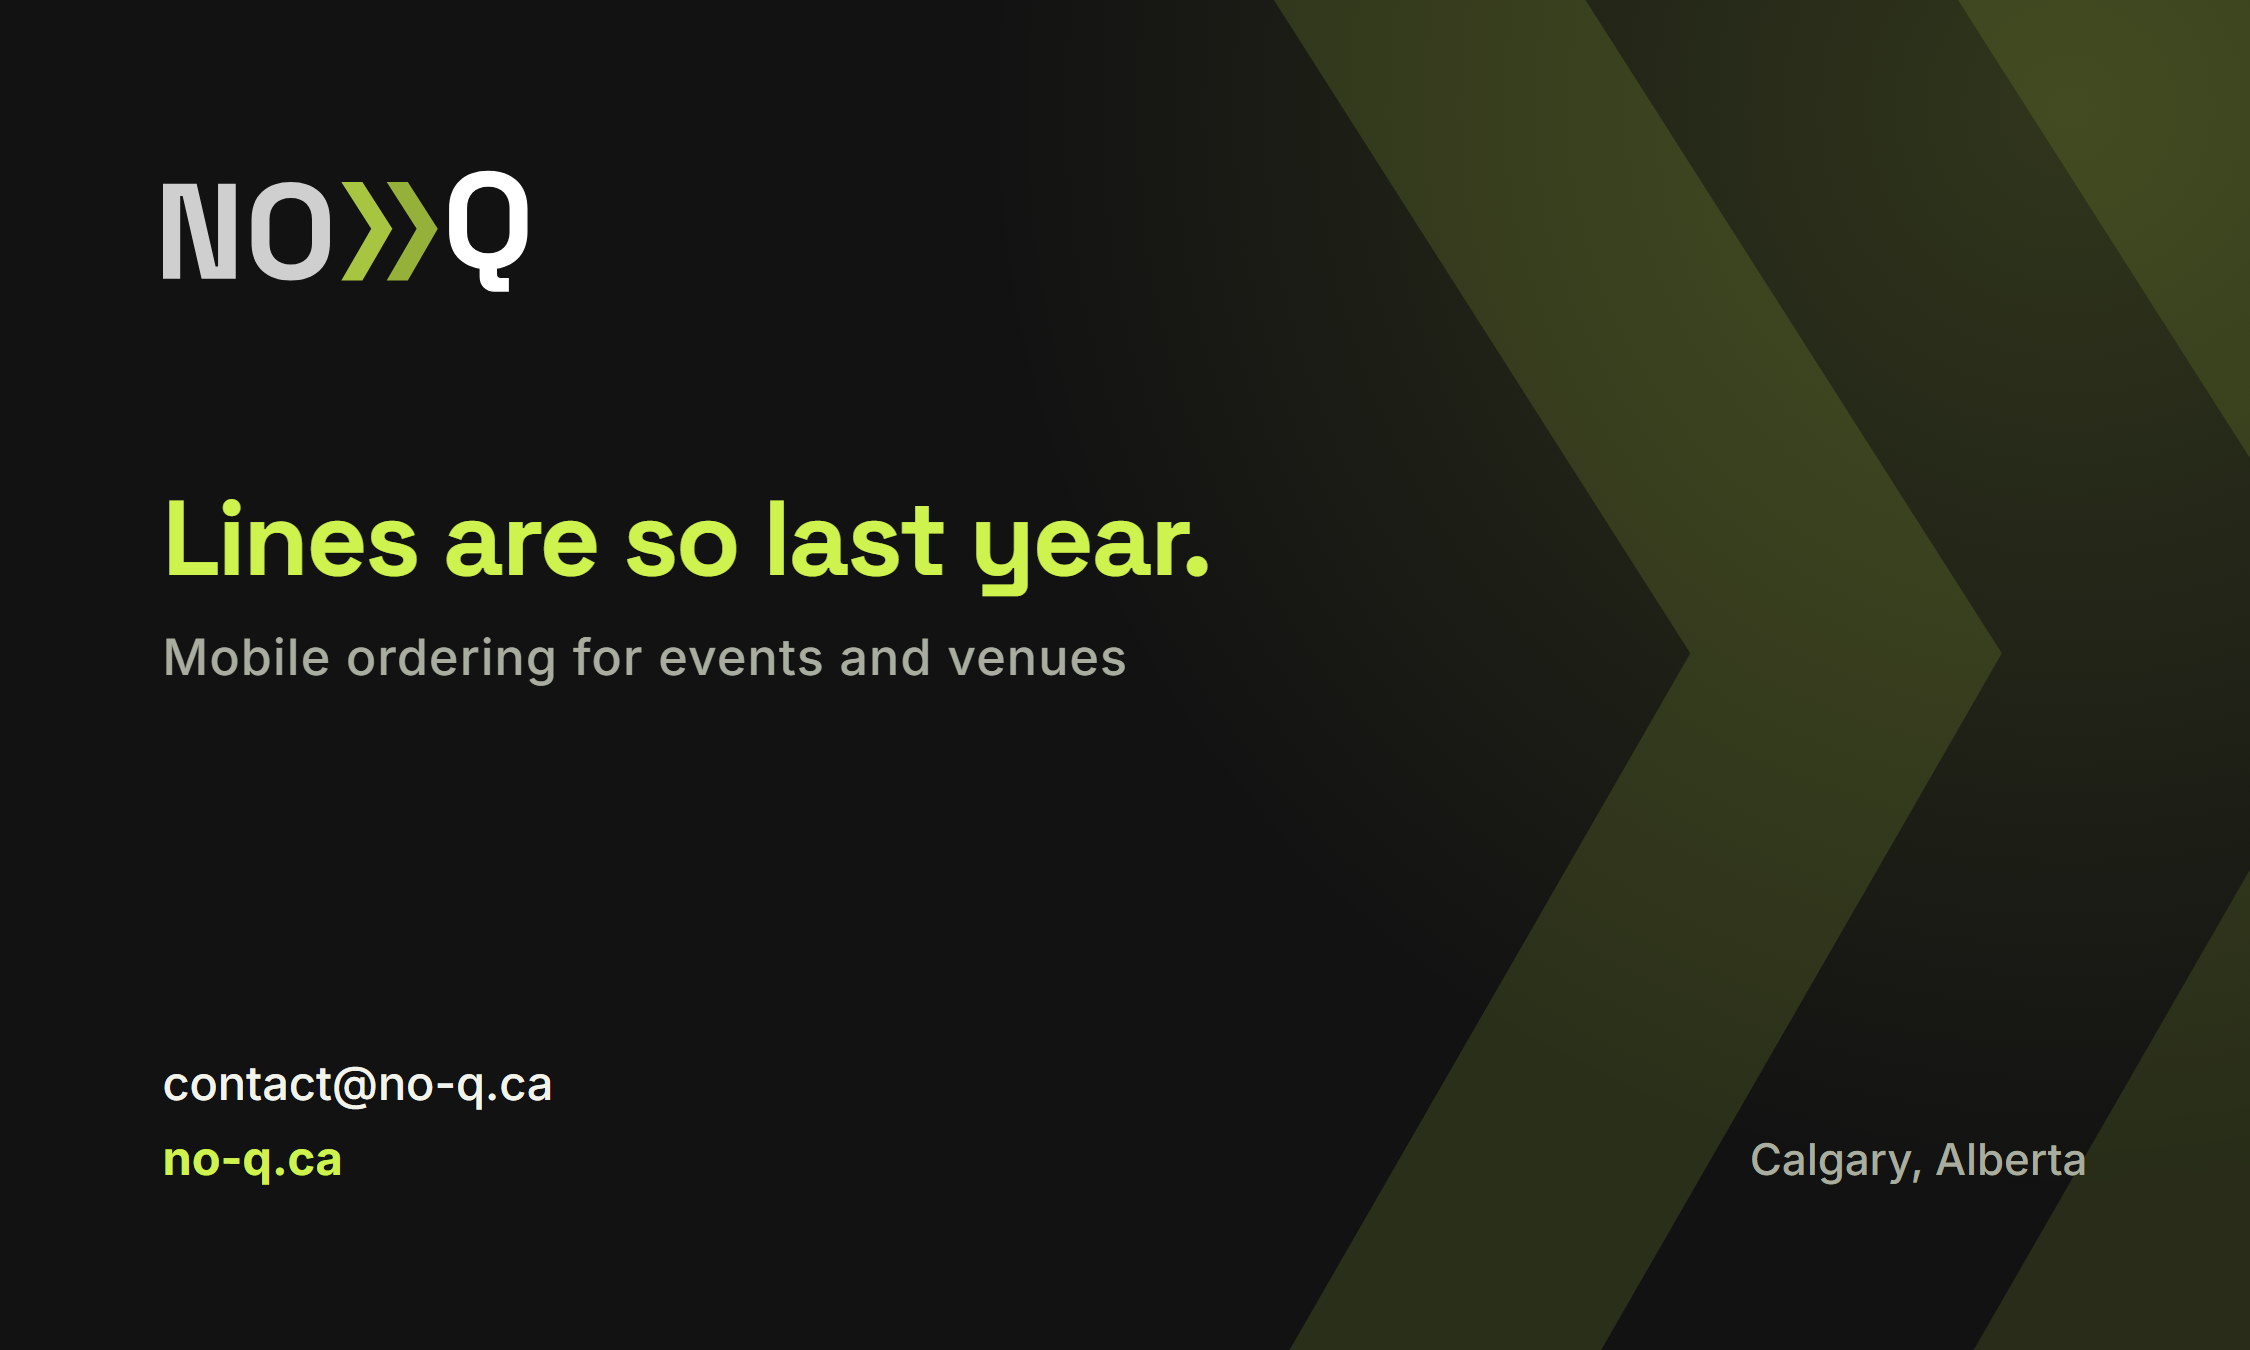 NO»Q
Lines are so last year.
Mobile ordering for events and venues
contact@no-q.ca
no-q.ca
Calgary, Alberta